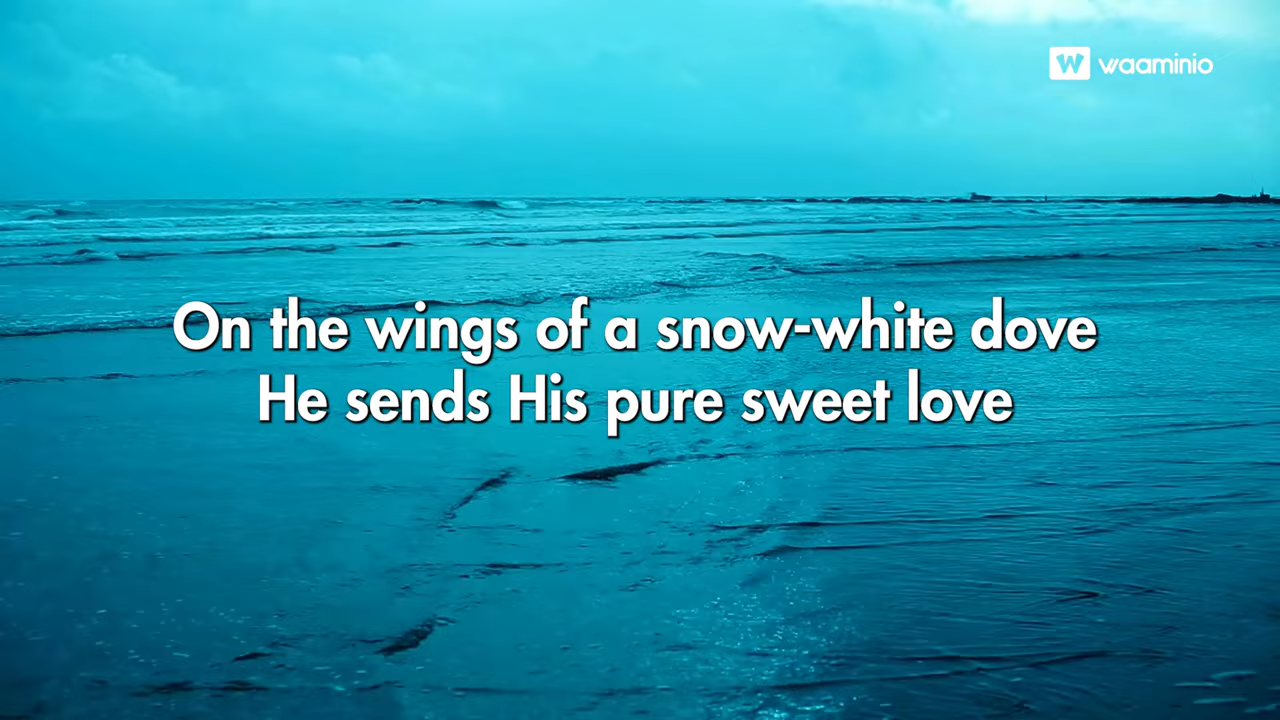 W waaminio
On the wings of a snow-white dove
He sends His pure sweet love